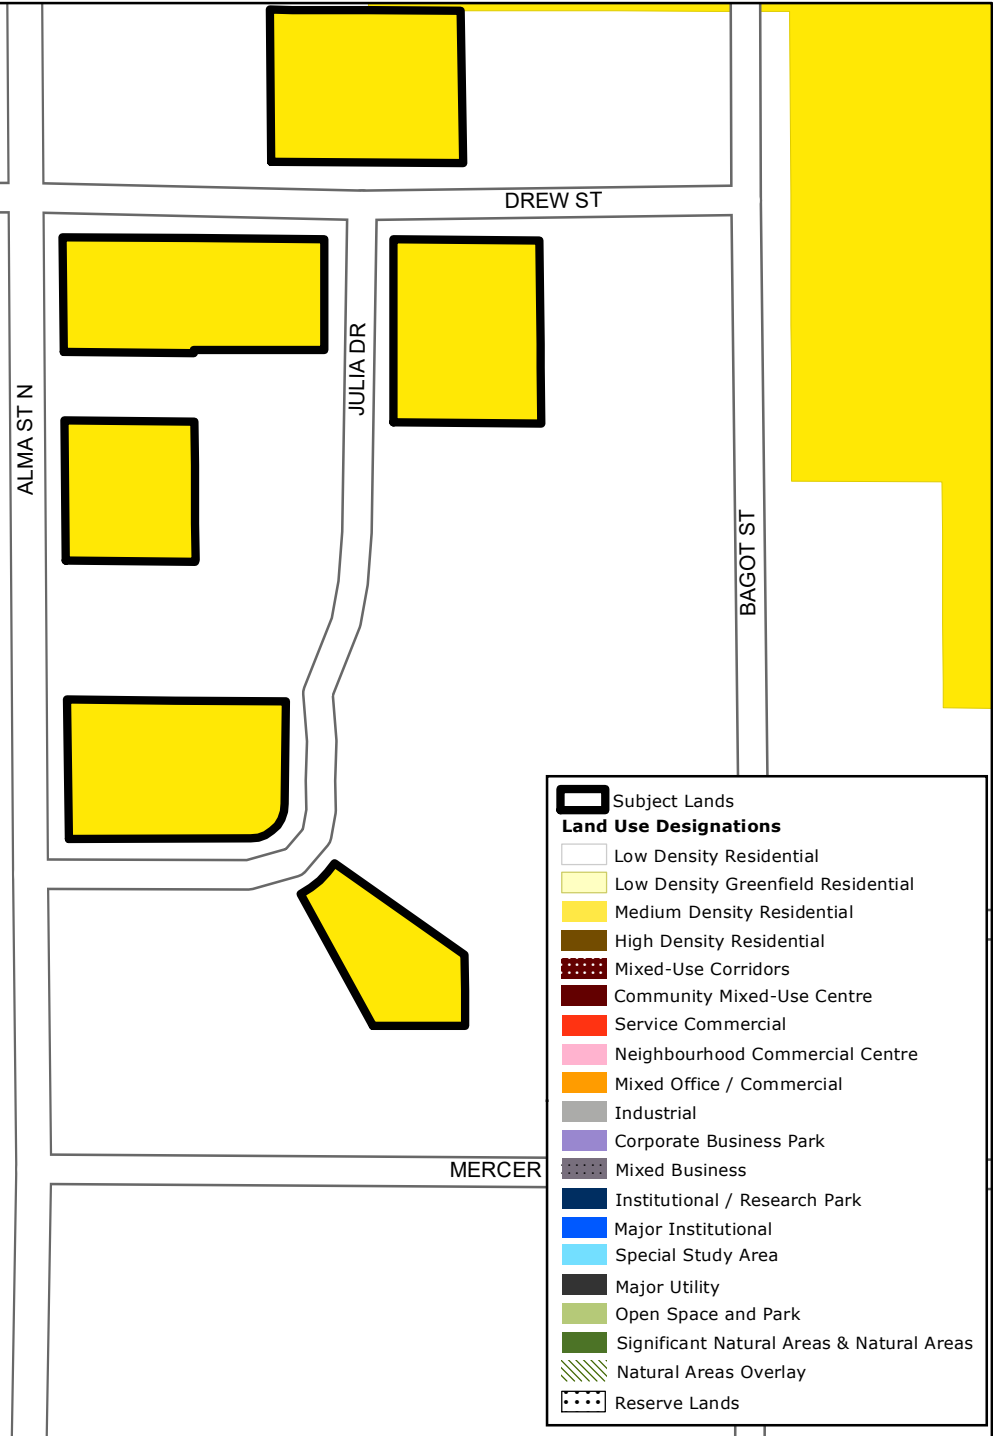 DREW ST
JULIA DR
ALMA ST N
BAGOT ST
MERCER
Subject Lands
Land Use Designations
Low Density Residential
Low Density Greenfield Residential
Medium Density Residential
High Density Residential
Mixed-Use Corridors
Community Mixed-Use Centre
Service Commercial
Neighbourhood Commercial Centre
Mixed Office / Commercial
Industrial
Corporate Business Park
Mixed Business
Institutional / Research Park
Major Institutional
Special Study Area
Major Utility
Open Space and Park
Significant Natural Areas & Natural Areas
Natural Areas Overlay
Reserve Lands